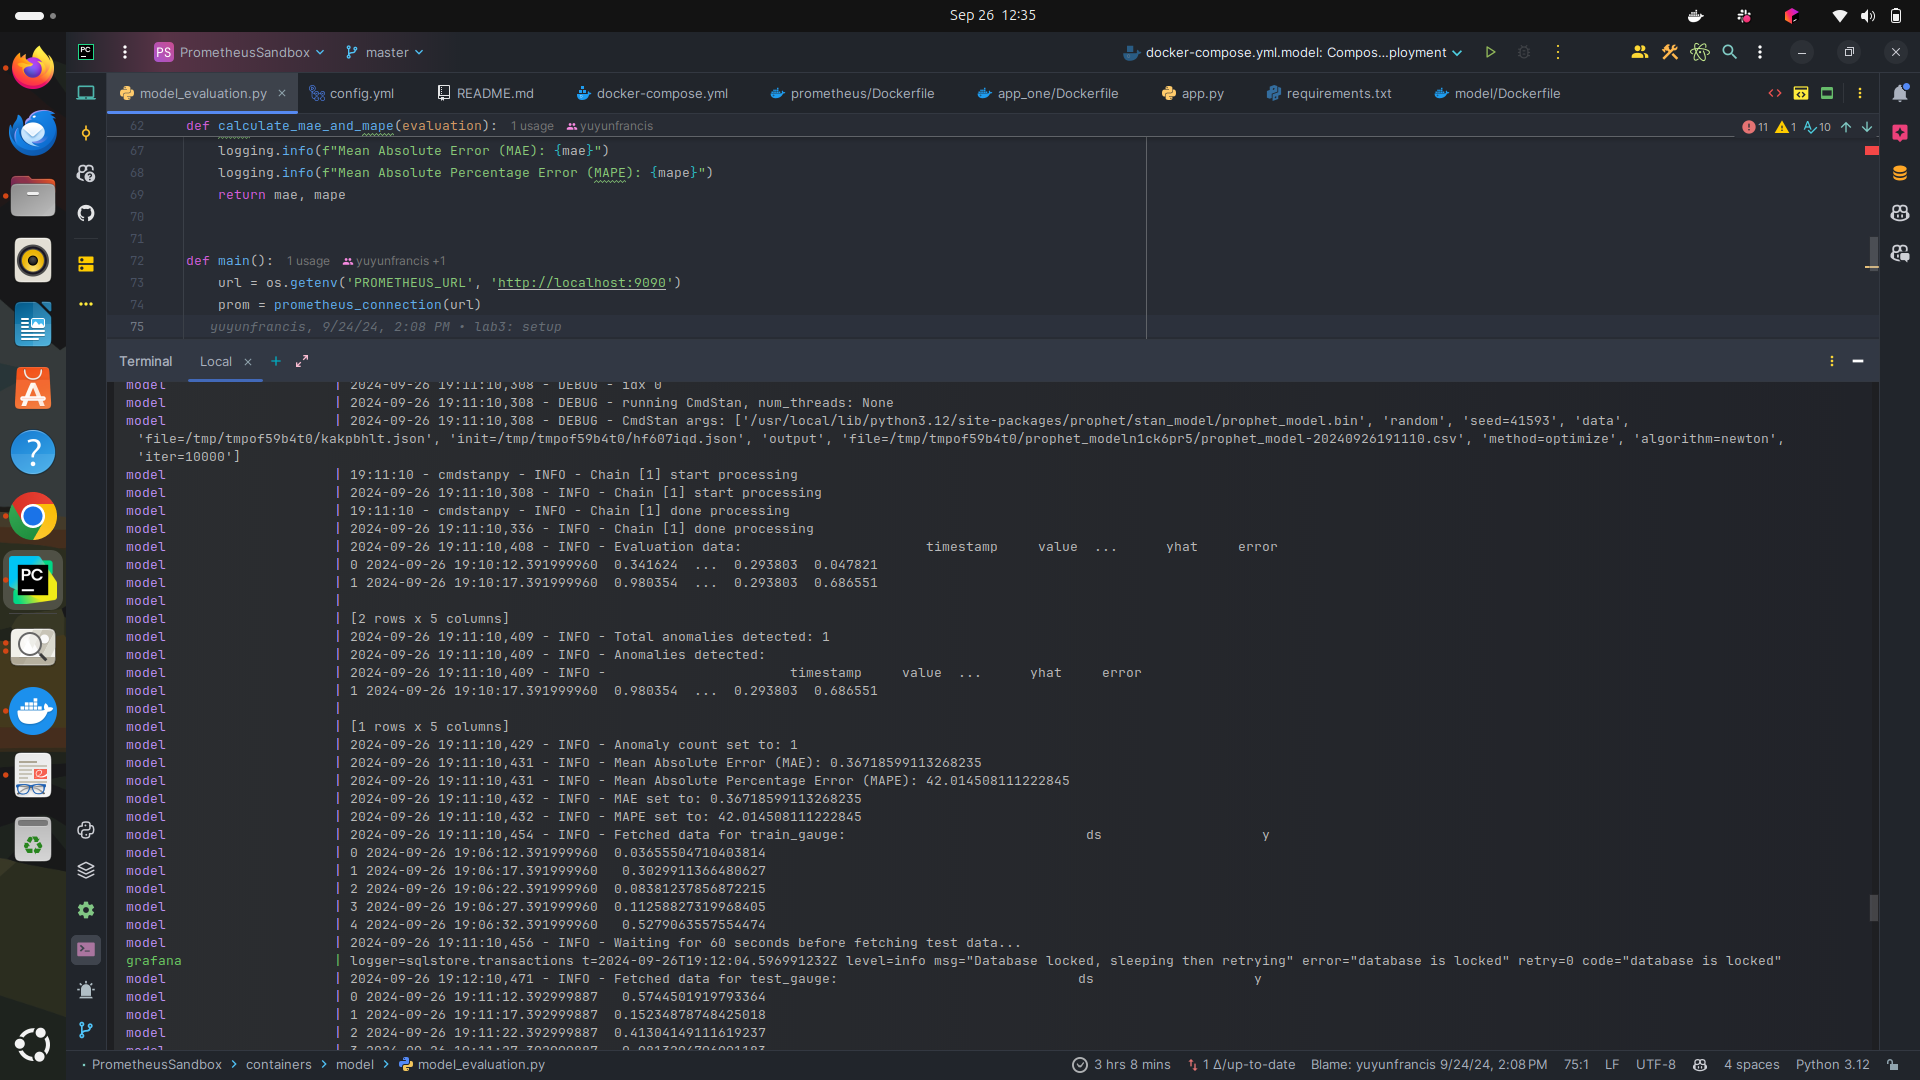 Sep 26 12:35
PC
PS PrometheusSandbox master docker-compose.yml.model: Compos...ployment
model_evaluation.py config.yml README.md docker-compose.yml prometheus/Dockerfile app_one/Dockerfile app.py requirements.txt model/Dockerfile
62 def calculate_mae_and_mape(evaluation): 1 usage yuyunfrancis 11 1 10
67 logging.info(f"Mean Absolute Error (MAE): {mae}")
68 logging.info(f"Mean Absolute Percentage Error (MAPE): {mape}")
69 return mae, mape
70
71
72 def main(): 1 usage yuyunfrancis +1
73 url = os.getenv('PROMETHEUS_URL', 'http://localhost:9090')
74 prom = prometheus_connection(url)
75 yuyunfrancis, 9/24/24, 2:08 PM • lab3: setup
Terminal Local
model | 2024-09-26 19:11:10,308 - DEBUG - idx 0
model | 2024-09-26 19:11:10,308 - DEBUG - running CmdStan, num_threads: None
model | 2024-09-26 19:11:10,308 - DEBUG - CmdStan args: ['/usr/local/lib/python3.12/site-packages/prophet/stan_model/prophet_model.bin', 'random', 'seed=41593', 'data',
'file=/tmp/tmpof59b4t0/kakpbhlt.json', 'init=/tmp/tmpof59b4t0/hf607iqd.json', 'output', 'file=/tmp/tmpof59b4t0/prophet_modeln1ck6pr5/prophet_model-20240926191110.csv', 'method=optimize', 'algorithm=newton',
'iter=10000']
model | 19:11:10 - cmdstanpy - INFO - Chain [1] start processing
model | 2024-09-26 19:11:10,308 - INFO - Chain [1] start processing
model | 19:11:10 - cmdstanpy - INFO - Chain [1] done processing
model | 2024-09-26 19:11:10,336 - INFO - Chain [1] done processing
model | 2024-09-26 19:11:10,408 - INFO - Evaluation data: timestamp value ... yhat error
model | 0 2024-09-26 19:10:12.391999960 0.341624 ... 0.293803 0.047821
model | 1 2024-09-26 19:10:17.391999960 0.980354 ... 0.293803 0.686551
model |
model | [2 rows x 5 columns]
model | 2024-09-26 19:11:10,409 - INFO - Total anomalies detected: 1
model | 2024-09-26 19:11:10,409 - INFO - Anomalies detected:
model | 2024-09-26 19:11:10,409 - INFO - timestamp value ... yhat error
model | 1 2024-09-26 19:10:17.391999960 0.980354 ... 0.293803 0.686551
model |
model | [1 rows x 5 columns]
model | 2024-09-26 19:11:10,429 - INFO - Anomaly count set to: 1
model | 2024-09-26 19:11:10,431 - INFO - Mean Absolute Error (MAE): 0.36718599113268235
model | 2024-09-26 19:11:10,431 - INFO - Mean Absolute Percentage Error (MAPE): 42.014508111222845
model | 2024-09-26 19:11:10,432 - INFO - MAE set to: 0.36718599113268235
model | 2024-09-26 19:11:10,432 - INFO - MAPE set to: 42.014508111222845
model | 2024-09-26 19:11:10,454 - INFO - Fetched data for train_gauge: ds y
model | 0 2024-09-26 19:06:12.391999960 0.03655504710403814
model | 1 2024-09-26 19:06:17.391999960 0.3029911366480627
model | 2 2024-09-26 19:06:22.391999960 0.08381237856872215
model | 3 2024-09-26 19:06:27.391999960 0.11258827319968405
model | 4 2024-09-26 19:06:32.391999960 0.5279063557554474
model | 2024-09-26 19:11:10,456 - INFO - Waiting for 60 seconds before fetching test data...
grafana | logger=sqlstore.transactions t=2024-09-26T19:12:04.596991232Z level=info msg="Database locked, sleeping then retrying" error="database is locked" retry=0 code="database is locked"
model | 2024-09-26 19:12:10,471 - INFO - Fetched data for test_gauge: ds y
model | 0 2024-09-26 19:11:12.392999887 0.5744501919793364
model | 1 2024-09-26 19:11:17.392999887 0.15234878748425018
model | 2 2024-09-26 19:11:22.392999887 0.41304149111619237
PrometheusSandbox > containers > model > model_evaluation.py 3 hrs 8 mins 1 Δ/up-to-date Blame: yuyunfrancis 9/24/24, 2:08 PM 75:1 LF UTF-8 4 spaces Python 3.12